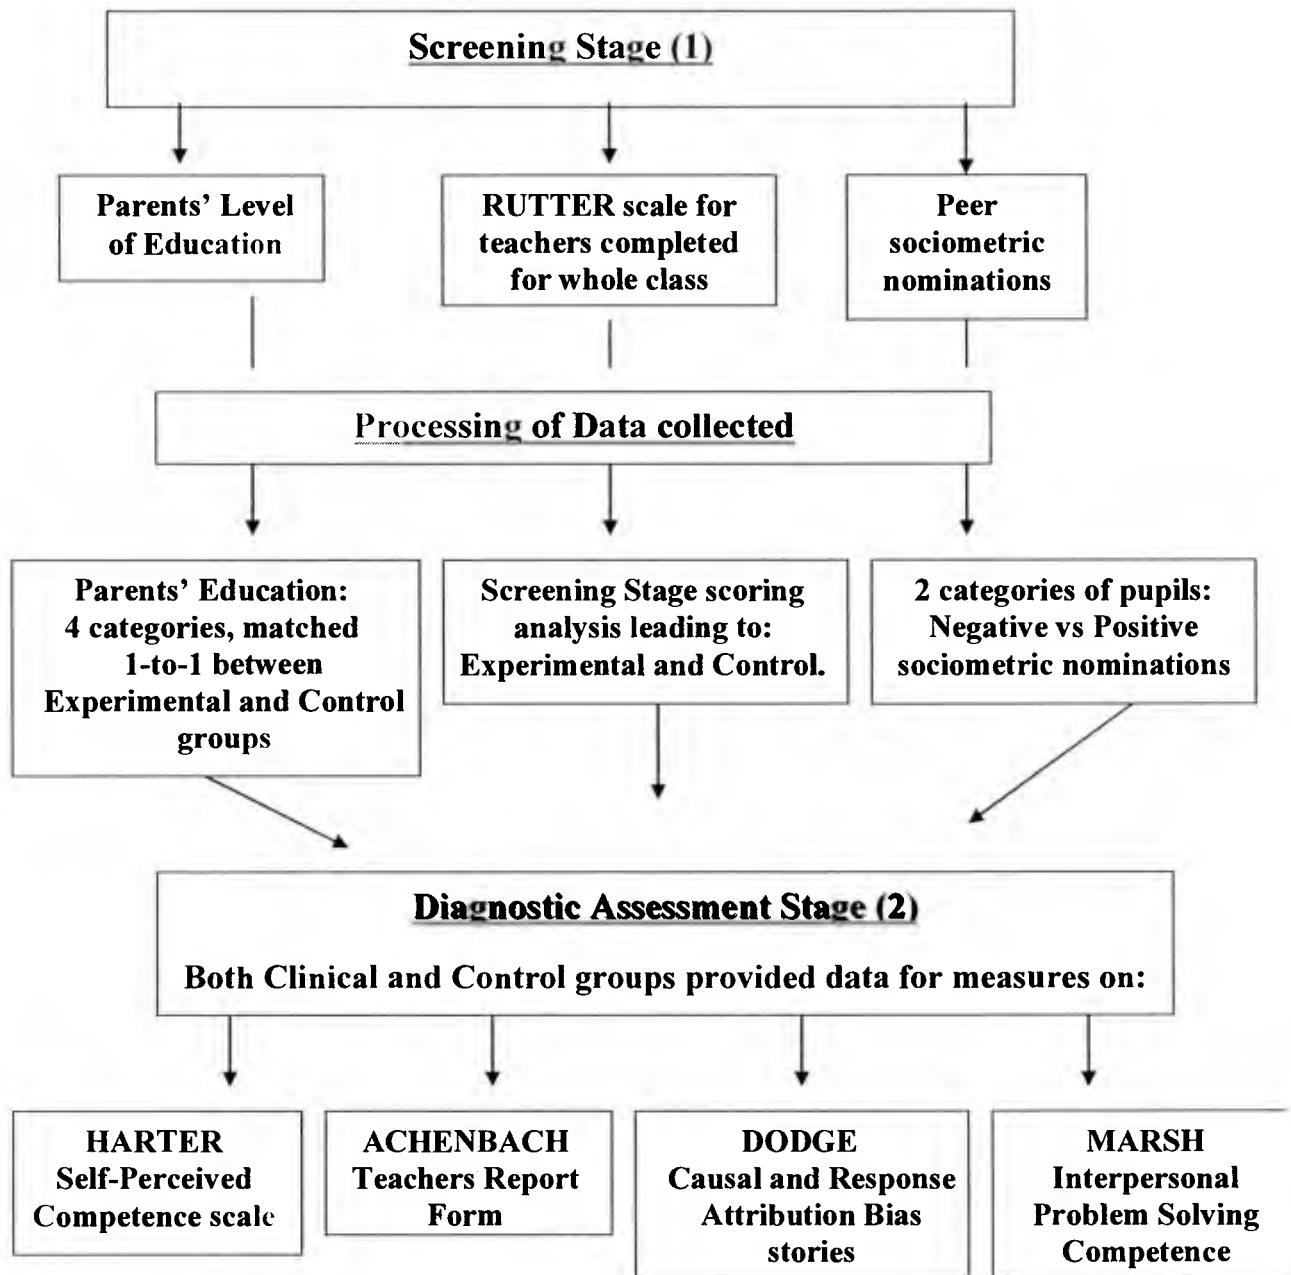 Screening Stage (1)
Parents’ Level
of Education
RUTTER scale for
teachers completed
for whole class
Peer
sociometric
nominations
Processing of Data collected
Parents’ Education:
4 categories, matched
1-to-1 between
Experimental and Control
groups
Screening Stage scoring
analysis leading to:
Experimental and Control.
2 categories of pupils:
Negative vs Positive
sociometric nominations
Diagnostic Assessment Stage (2)
Both Clinical and Control groups provided data for measures on:
HARTER
Self-Perceived
Competence scale
ACHENBACH
Teachers Report
Form
DODGE
Causal and Response
Attribution Bias
stories
MARSH
Interpersonal
Problem Solving
Competence